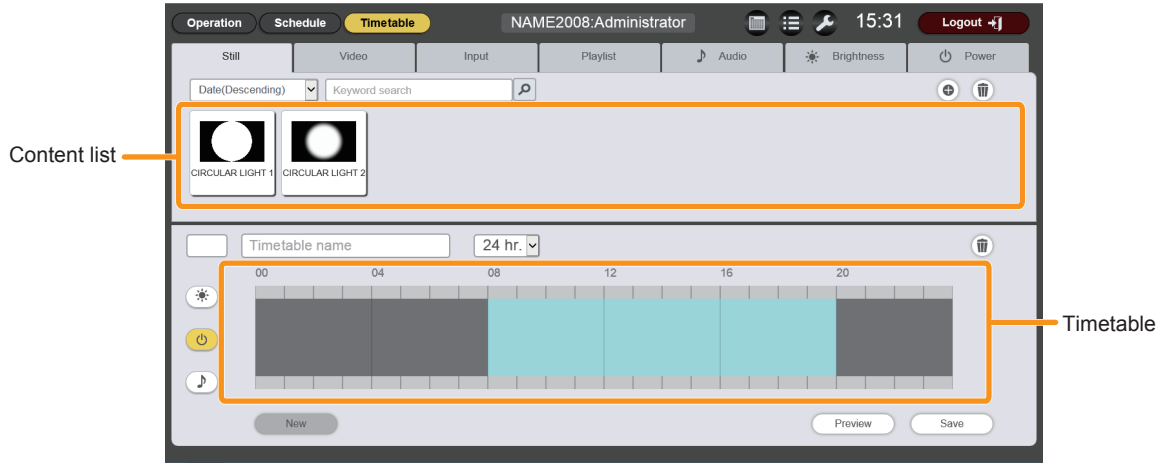 Operation Schedule Timetable NAME2008:Administrator 15:31 Logout
Still Video Input Playlist Audio Brightness Power
Date(Descending) Keyword search
Content list
CIRCULAR LIGHT 1 CIRCULAR LIGHT 2
Timetable name 24 hr.
00 04 08 12 16 20
Timetable
New Preview Save